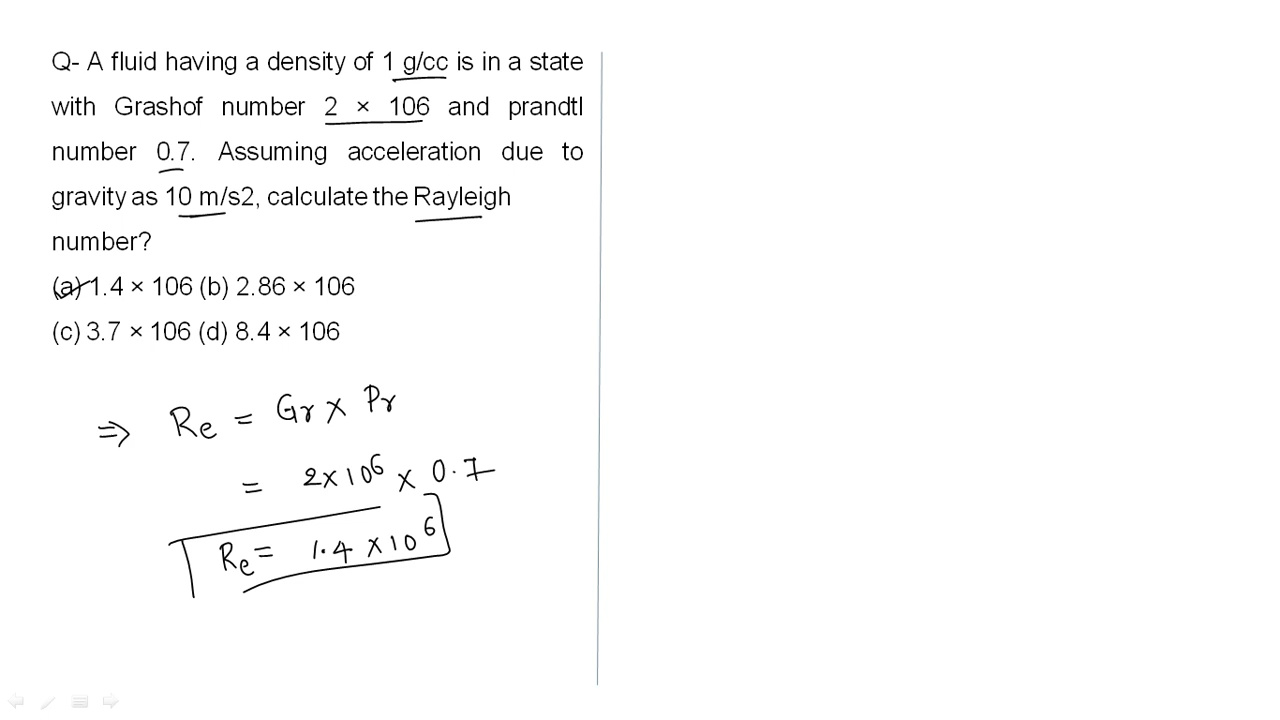 Q- A fluid having a density of 1 g/cc is in a state
with Grashof number 2 × 106 and prandtl
number 0.7. Assuming acceleration due to
gravity as 10 m/s2, calculate the Rayleigh
number?
(a) 1.4 × 106 (b) 2.86 × 106
(c) 3.7 × 106 (d) 8.4 × 106
⇒ Re = Gr × Pr
= 2×10⁶ × 0.7
Re = 1.4 × 10⁶